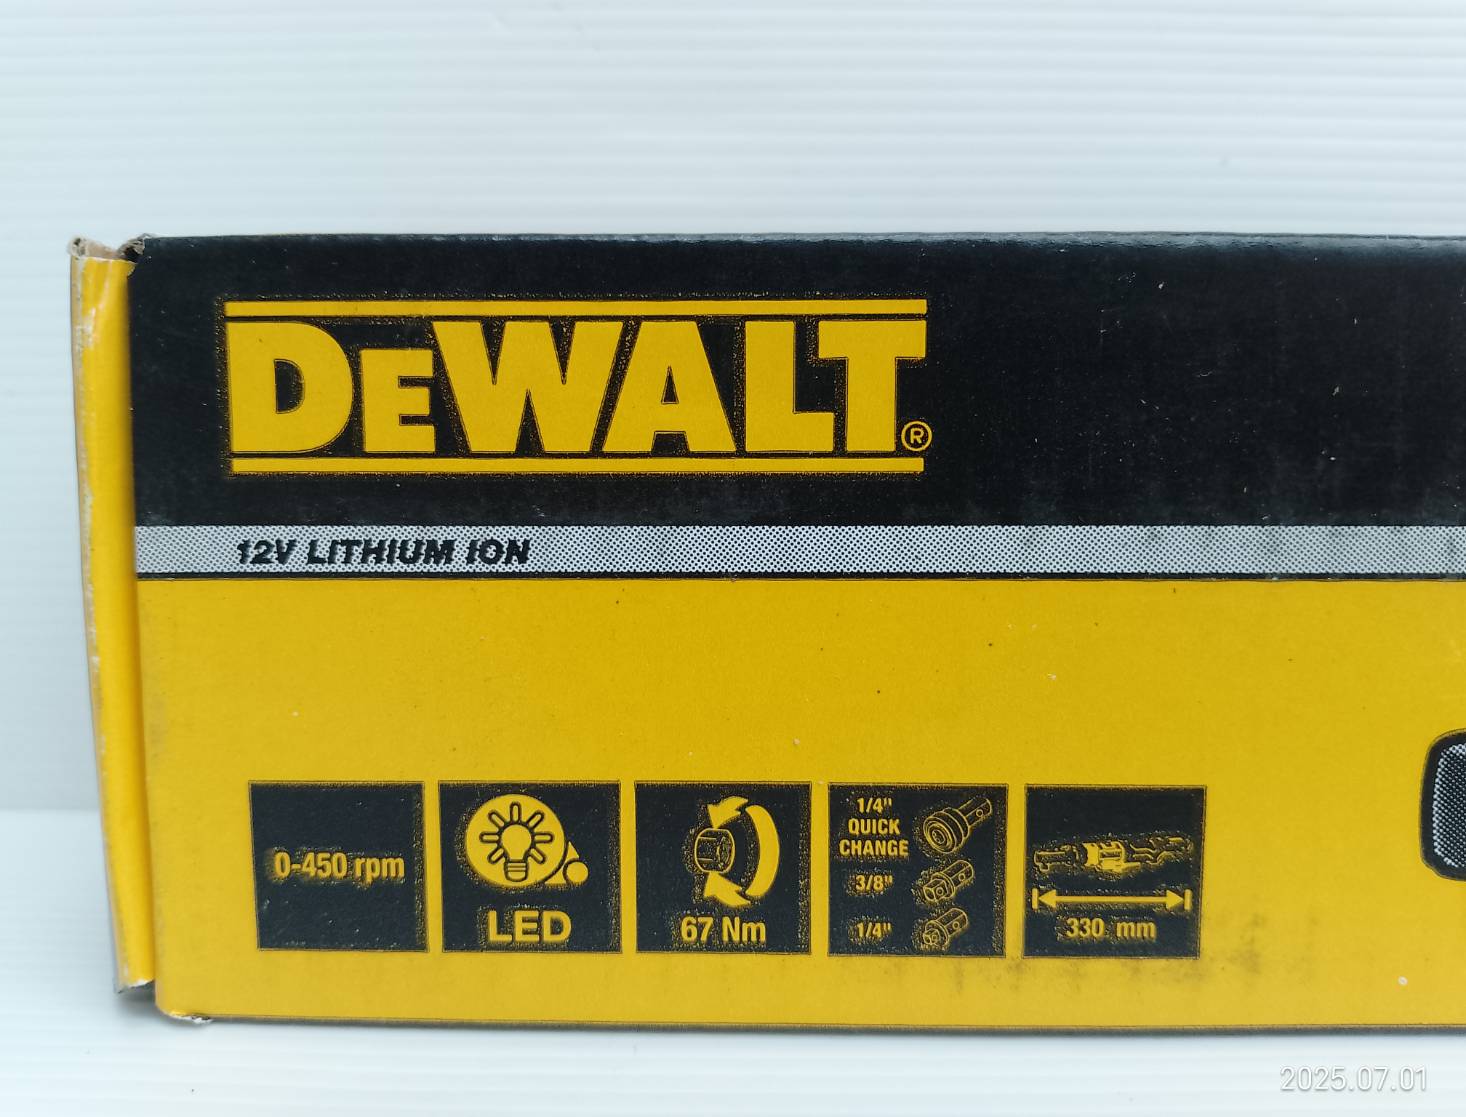 DEWALT®
12V LITHIUM ION
0-450 rpm
LED
67 Nm
1/4"
QUICK
CHANGE
3/8"
1/4"
330 mm
2025.07.01